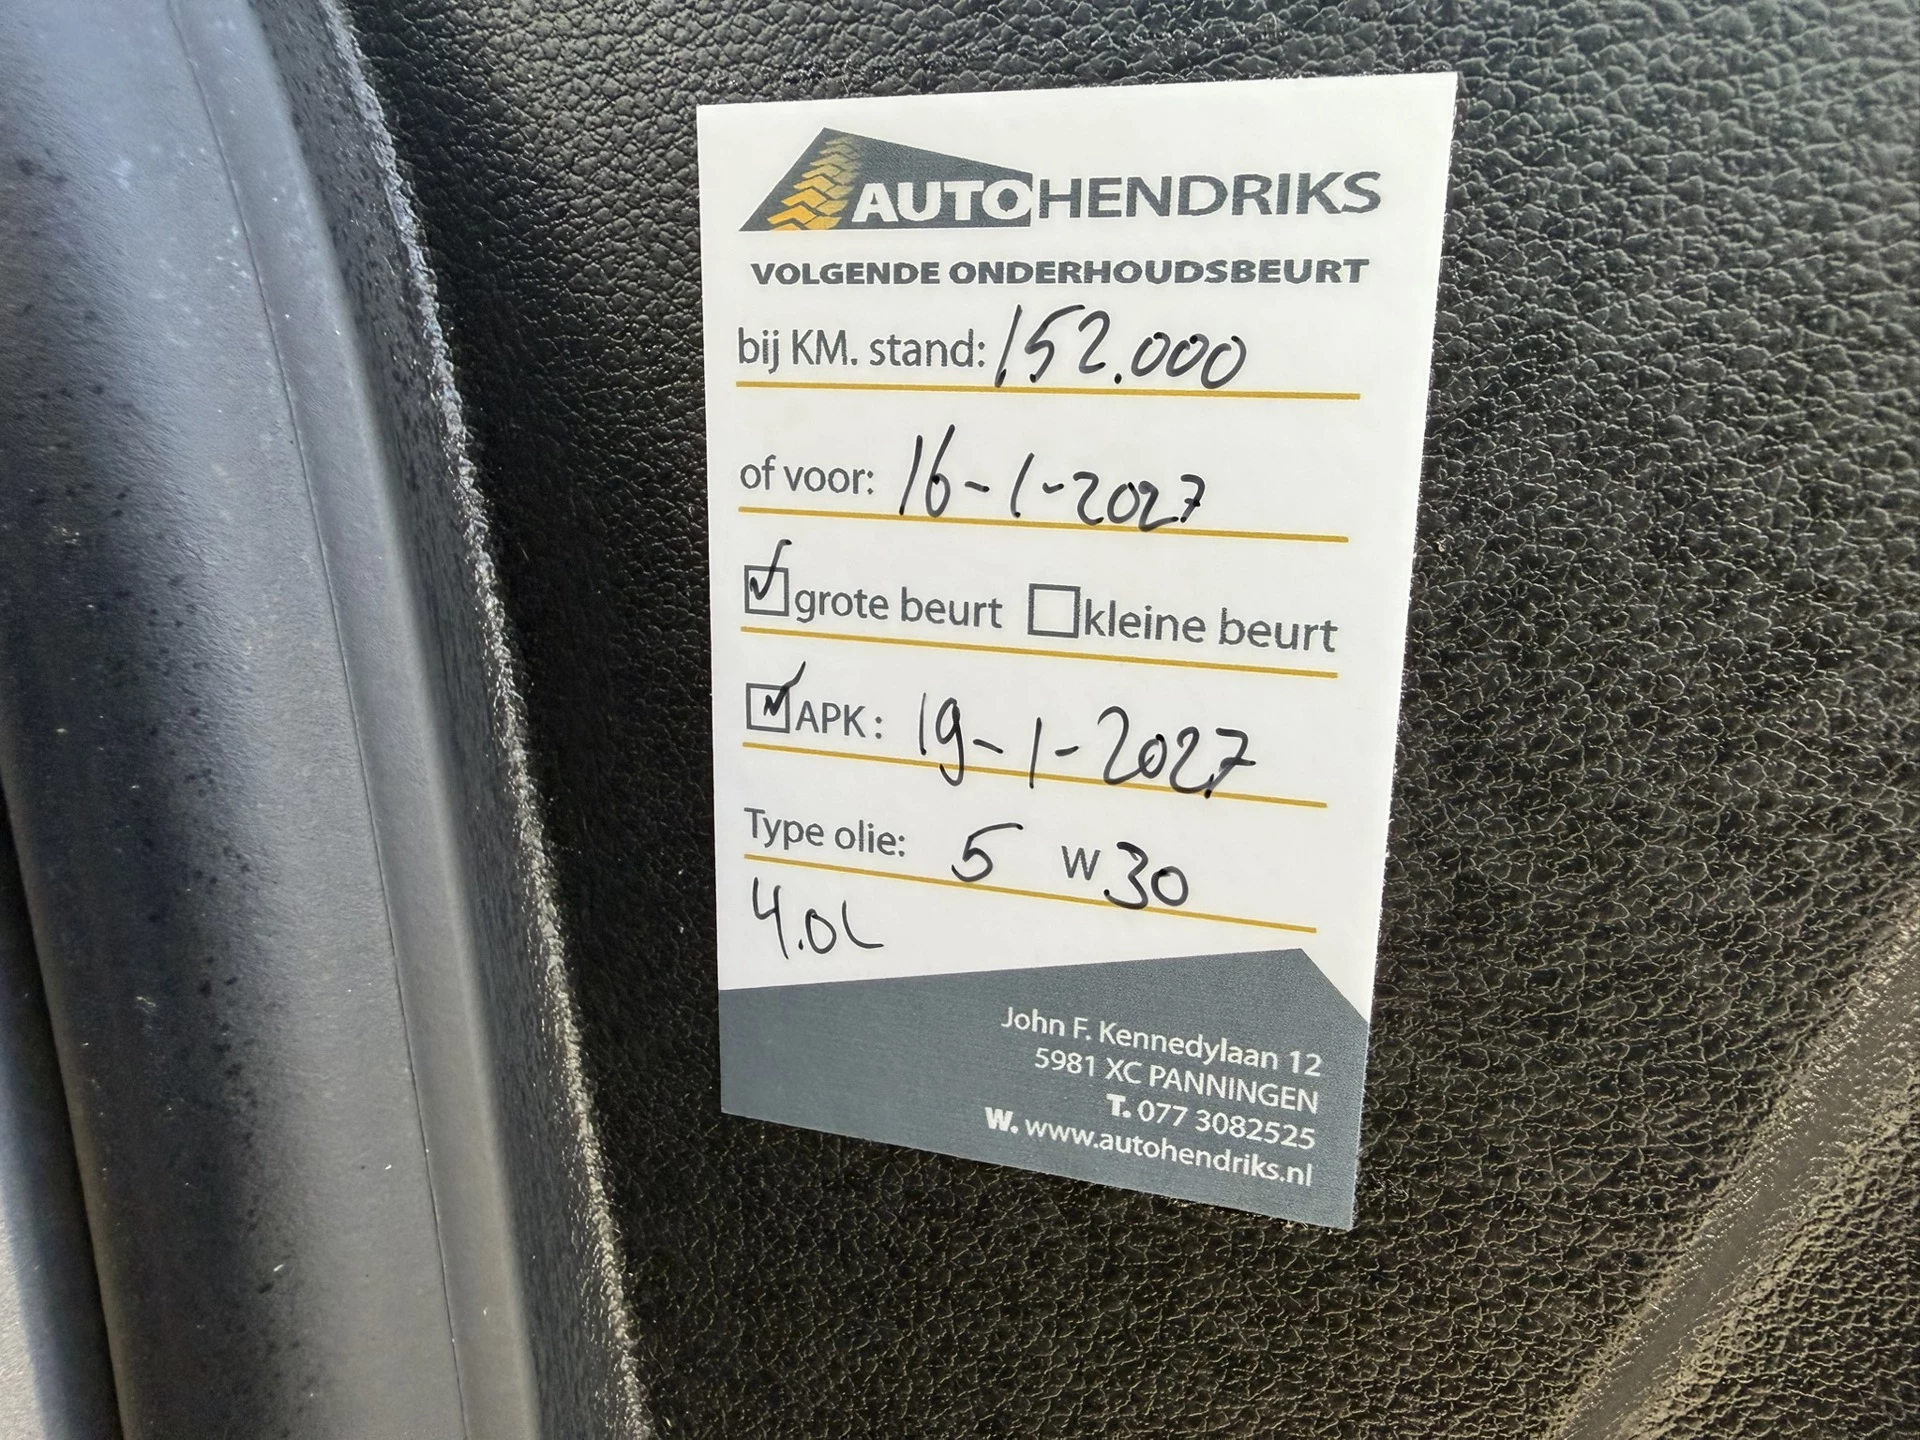 AUTOHENDRIKS
VOLGENDE ONDERHOUDSBEURT
bij KM. stand: 152.000
of voor: 16-1-2027
grote beurt kleine beurt
APK: 19-1-2027
Type olie: 5 W 30
4.0L
John F. Kennedylaan 12
5981 XC PANNINGEN
T. 077 3082525
W. www.autohendriks.nl